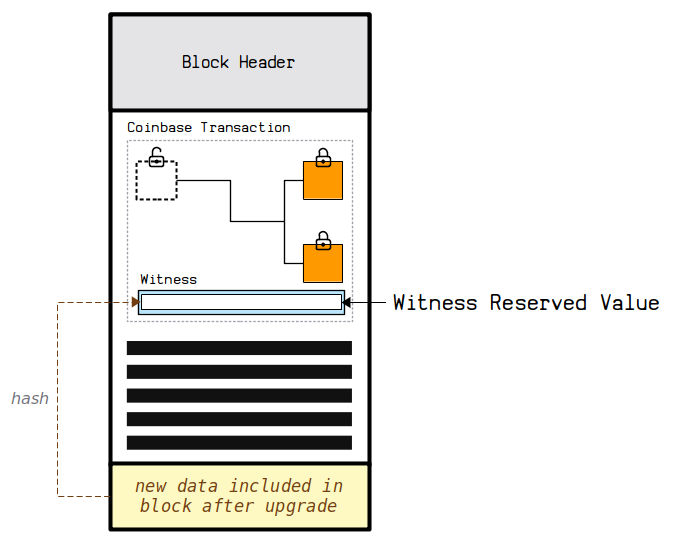 Block Header
Coinbase Transaction
Witness
Witness Reserved Value
hash
new data included in
block after upgrade